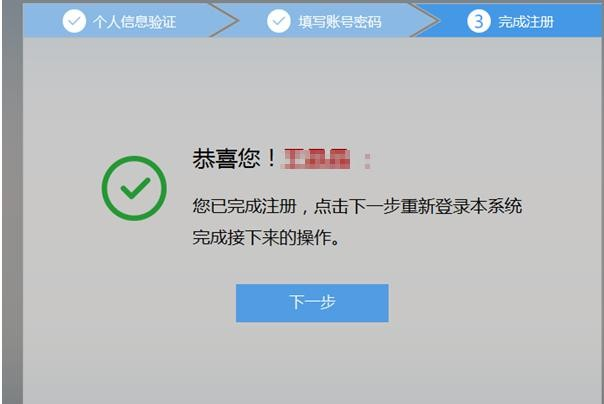 个人信息验证
填写账号密码
3 完成注册
恭喜您！
您已完成注册，点击下一步重新登录本系统
完成接下来的操作。
下一步